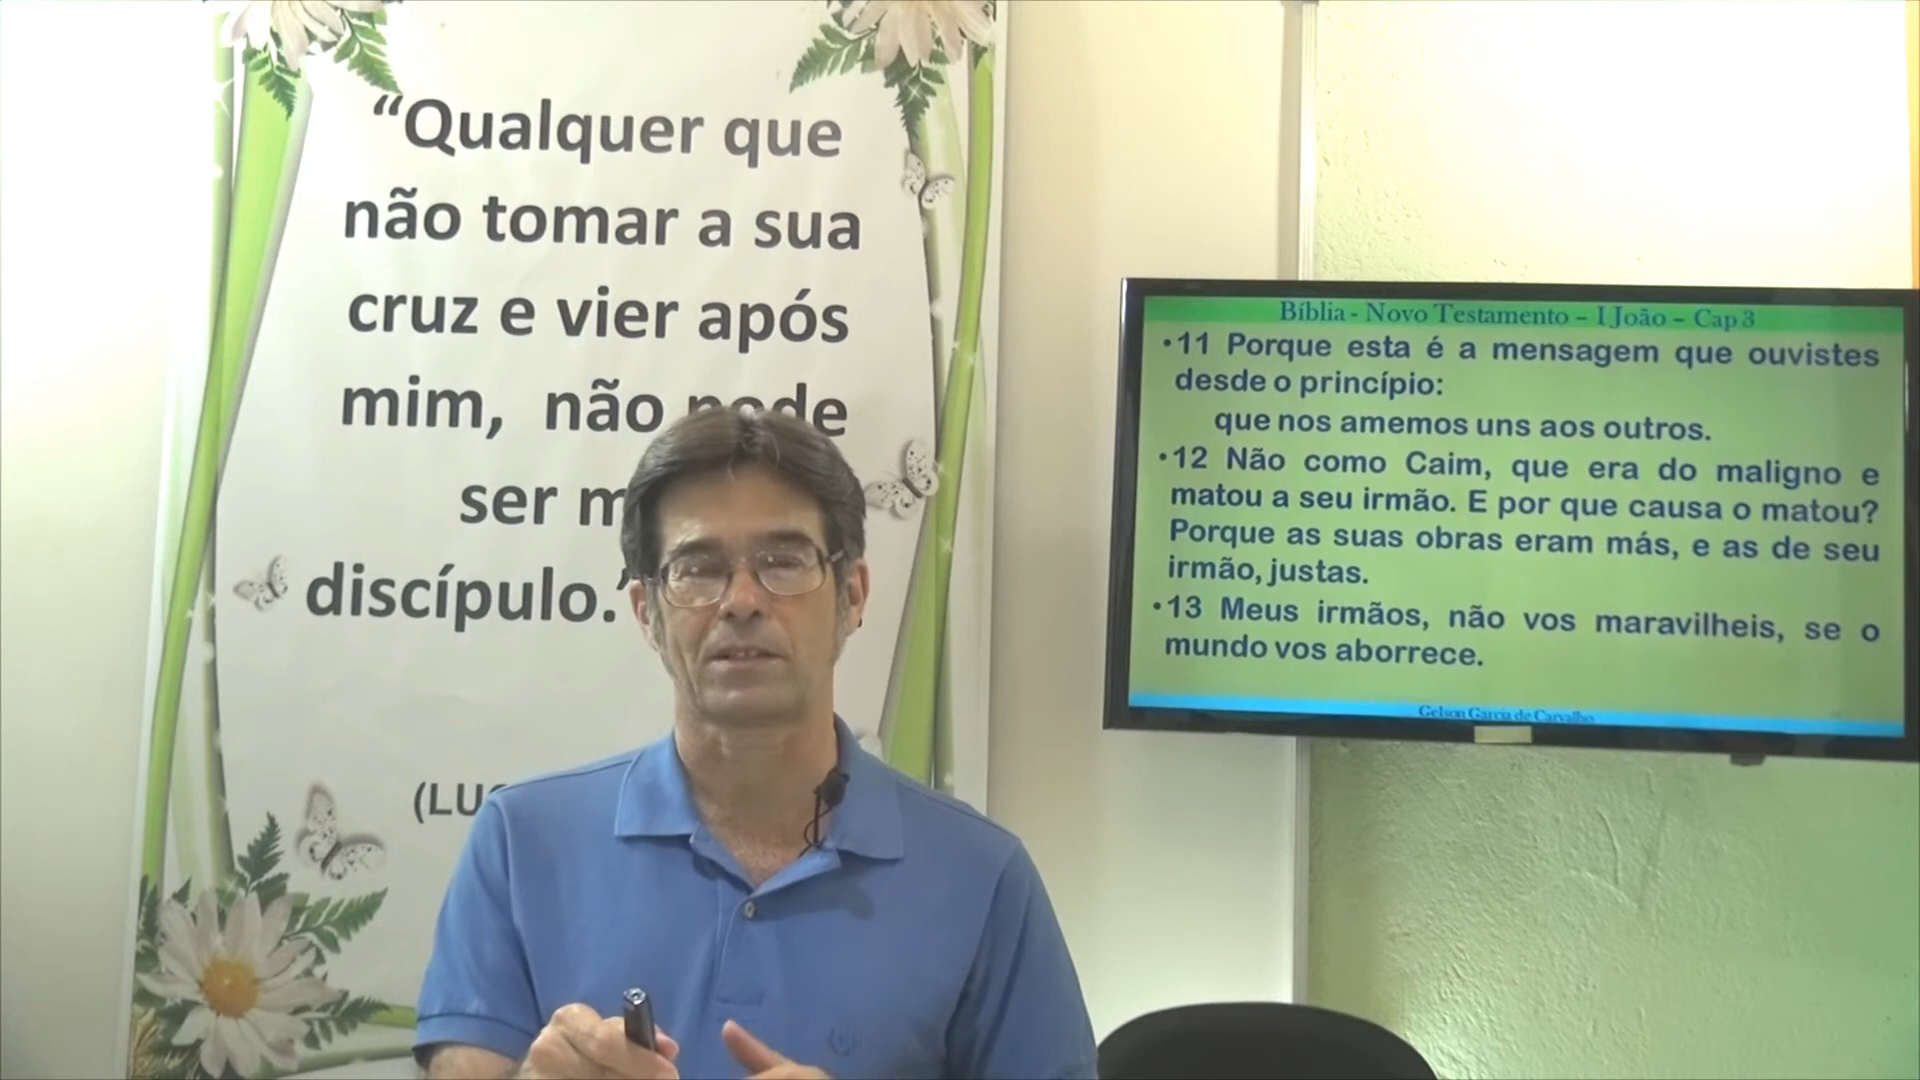 “Qualquer que
não tomar a sua
cruz e vier após
mim, não
ser
discípulo.”
(LU
Bíblia - Novo Testamento – I João – Cap 3
•11 Porque esta é a mensagem que ouvistes
desde o princípio:
que nos amemos uns aos outros.
•12 Não como Caim, que era do maligno e
matou a seu irmão. E por que causa o matou?
Porque as suas obras eram más, e as de seu
irmão, justas.
•13 Meus irmãos, não vos maravilheis, se o
mundo vos aborrece.
Gelson Garcia de Carvalho